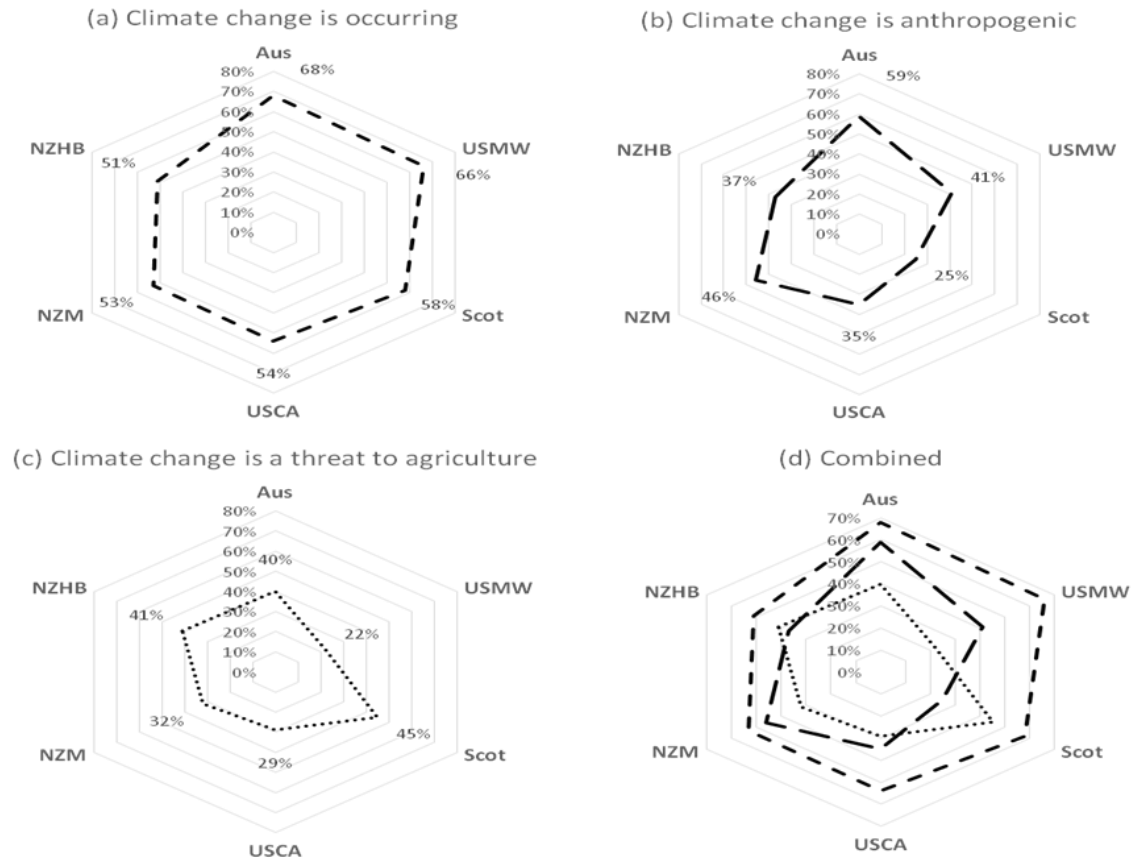 (a) Climate change is occurring
Aus
80%
68%
70%
60%
50%
40%
30%
20%
10%
0%
NZHB
51%
USMW
66%
NZM
53%
58%
Scot
54%
USCA
(b) Climate change is anthropogenic
Aus
80%
59%
70%
60%
50%
40%
30%
20%
10%
0%
NZHB
37%
USMW
41%
NZM
46%
25%
Scot
35%
USCA
(c) Climate change is a threat to agriculture
Aus
80%
70%
60%
40%
50%
40%
30%
20%
10%
0%
NZHB
41%
USMW
22%
NZM
32%
45%
Scot
29%
USCA
(d) Combined
Aus
70%
60%
50%
40%
30%
20%
10%
0%
NZHB
USMW
NZM
Scot
USCA